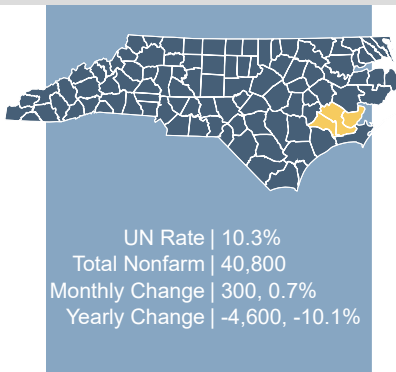 UN Rate | 10.3%
Total Nonfarm | 40,800
Monthly Change | 300, 0.7%
Yearly Change | -4,600, -10.1%